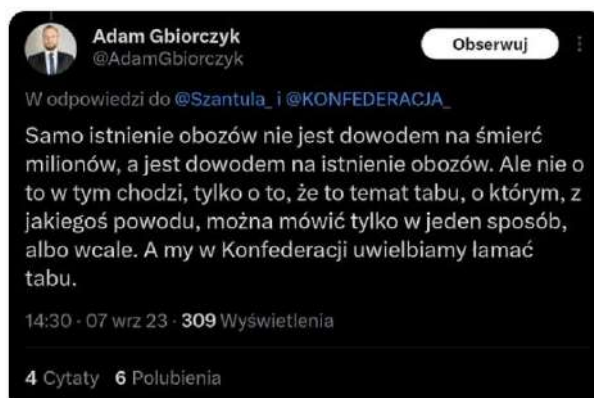 Adam Gbiorczyk
@AdamGbiorczyk
Obserwuj
W odpowiedzi do @Szantula_ i @KONFEDERACJA_
Samo istnienie obozów nie jest dowodem na śmierć
milionów, a jest dowodem na istnienie obozów. Ale nie o
to w tym chodzi, tylko o to, że to temat tabu, o którym, z
jakiegoś powodu, można mówić tylko w jeden sposób,
albo wcale. A my w Konfederacji uwielbiamy łamać
tabu.
14:30 · 07 wrz 23 · 309 Wyświetlenia
4 Cytaty 6 Polubienia